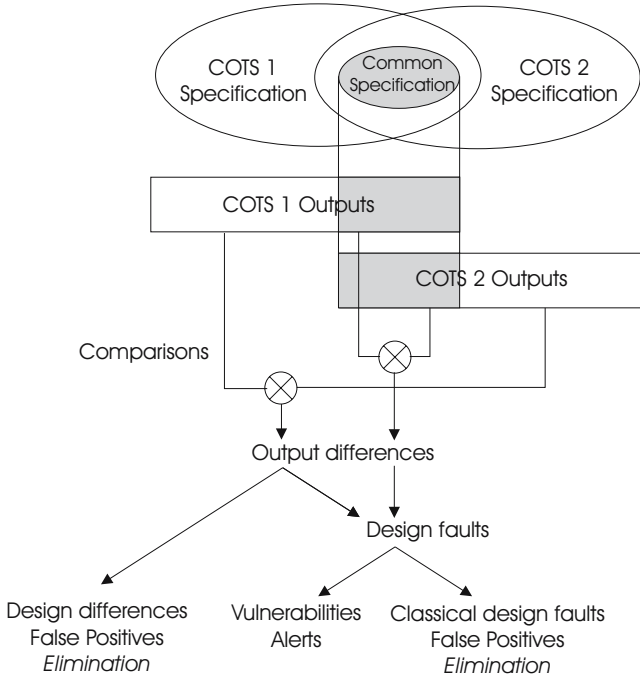 COTS 1
Specification
Common
Specification
COTS 2
Specification
COTS 1 Outputs
COTS 2 Outputs
Comparisons
Output differences
Design faults
Design differences
False Positives
Elimination
Vulnerabilities
Alerts
Classical design faults
False Positives
Elimination